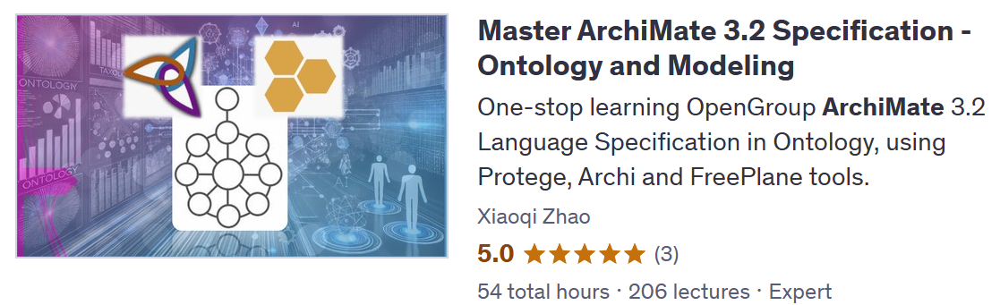 Master ArchiMate 3.2 Specification -
Ontology and Modeling
One-stop learning OpenGroup ArchiMate 3.2
Language Specification in Ontology, using
Protege, Archi and FreePlane tools.
Xiaoqi Zhao
5.0 ★★★★★ (3)
54 total hours · 206 lectures · Expert
AI
ONTOLOGY
ONTOLOGY
AI